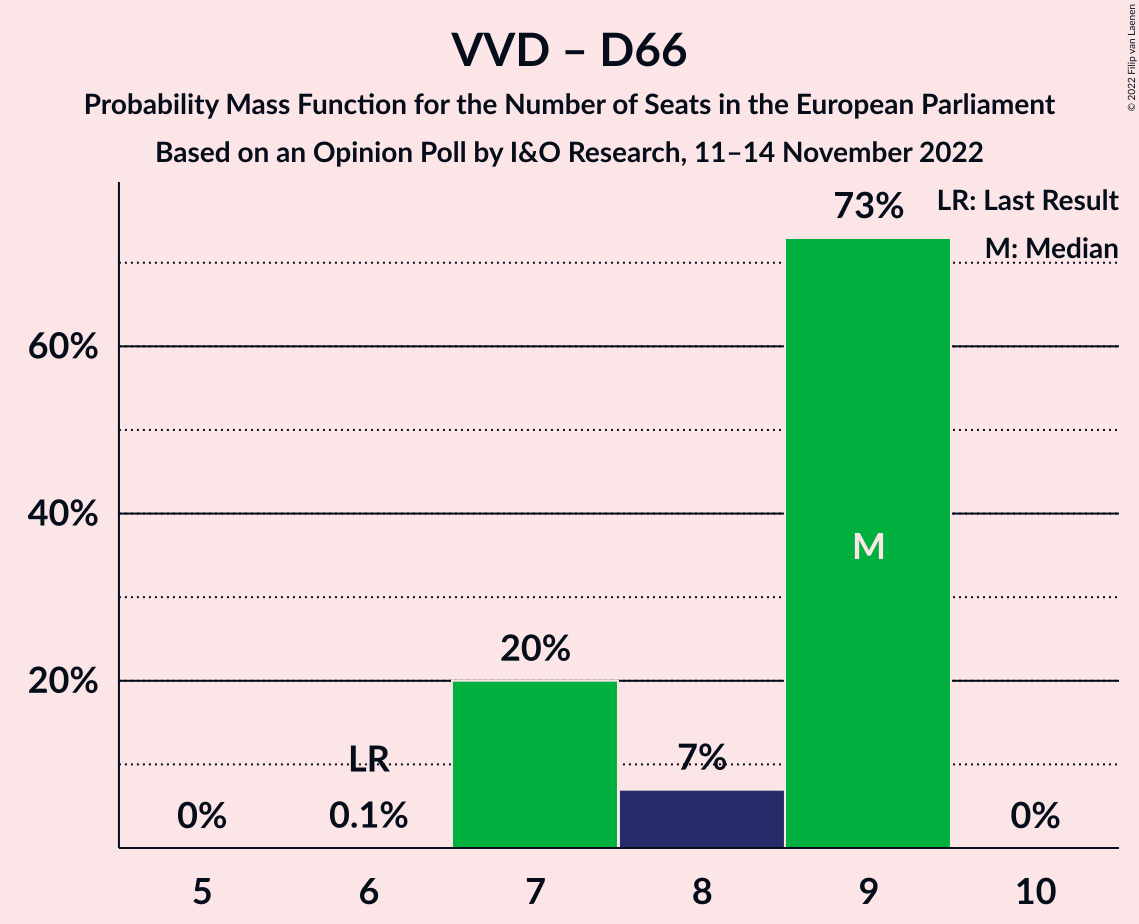 VVD – D66
Probability Mass Function for the Number of Seats in the European Parliament
Based on an Opinion Poll by I&O Research, 11–14 November 2022
© 2022 Filip van Laenen
LR: Last Result
M: Median
73%
60%
40%
M
20%
20%
LR
7%
0%
0.1%
0%
5 6 7 8 9 10